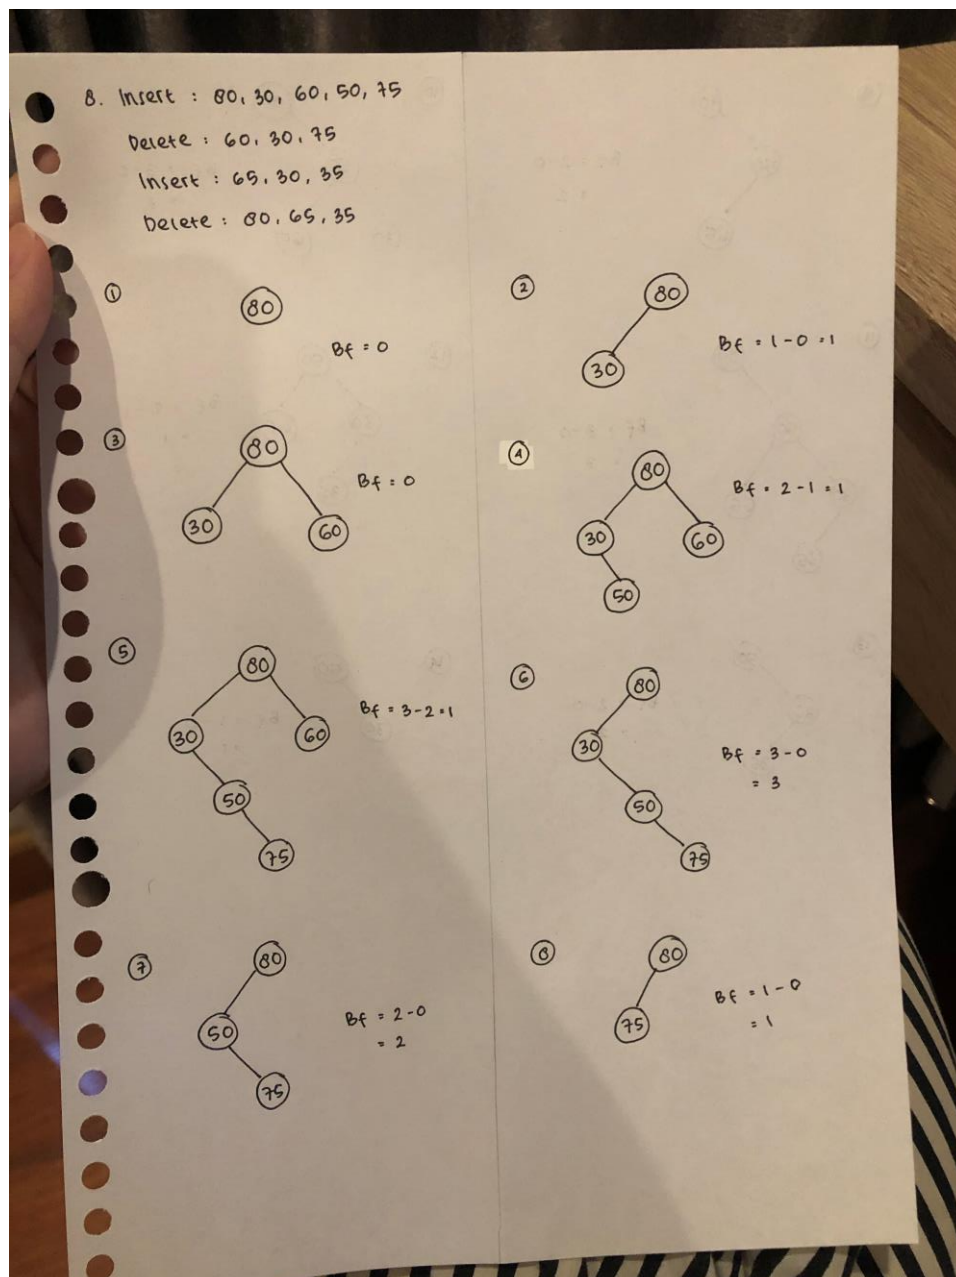 8. Insert : 80, 30, 60, 50, 75
Delete : 60, 30, 75
Insert : 65, 30, 35
Delete : 80, 65, 35
1
80
Bf = 0
2
80
30
Bf = 1 - 0 = 1
3
80
30
60
Bf = 0
4
80
30
60
50
Bf = 2 - 1 = 1
5
80
30
60
50
75
Bf = 3 - 2 = 1
6
80
30
50
75
Bf = 3 - 0
= 3
7
80
50
75
Bf = 2 - 0
= 2
8
80
75
Bf = 1 - 0
= 1